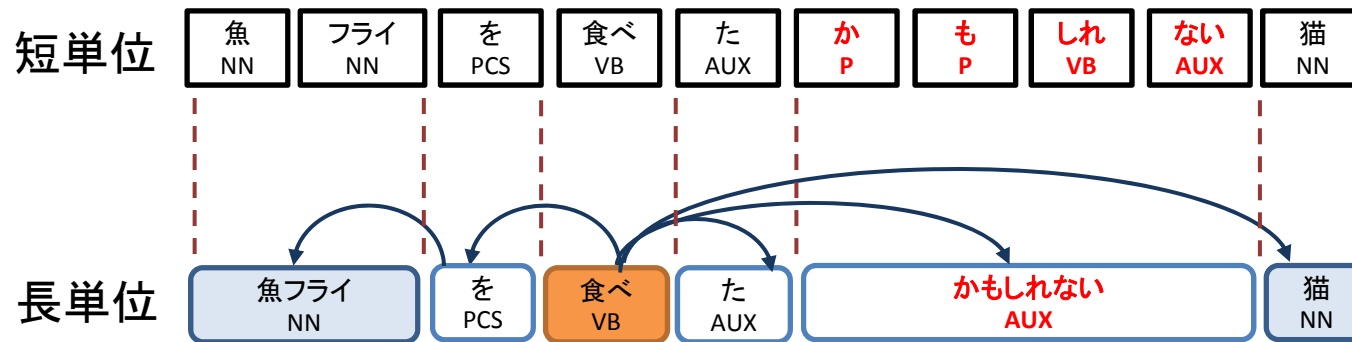 短単位
魚 フライ を 食べ た か も しれ ない 猫
NN NN PCS VB AUX P P VB AUX NN
長単位
魚フライ を 食べ た かもしれない 猫
NN PCS VB AUX AUX NN